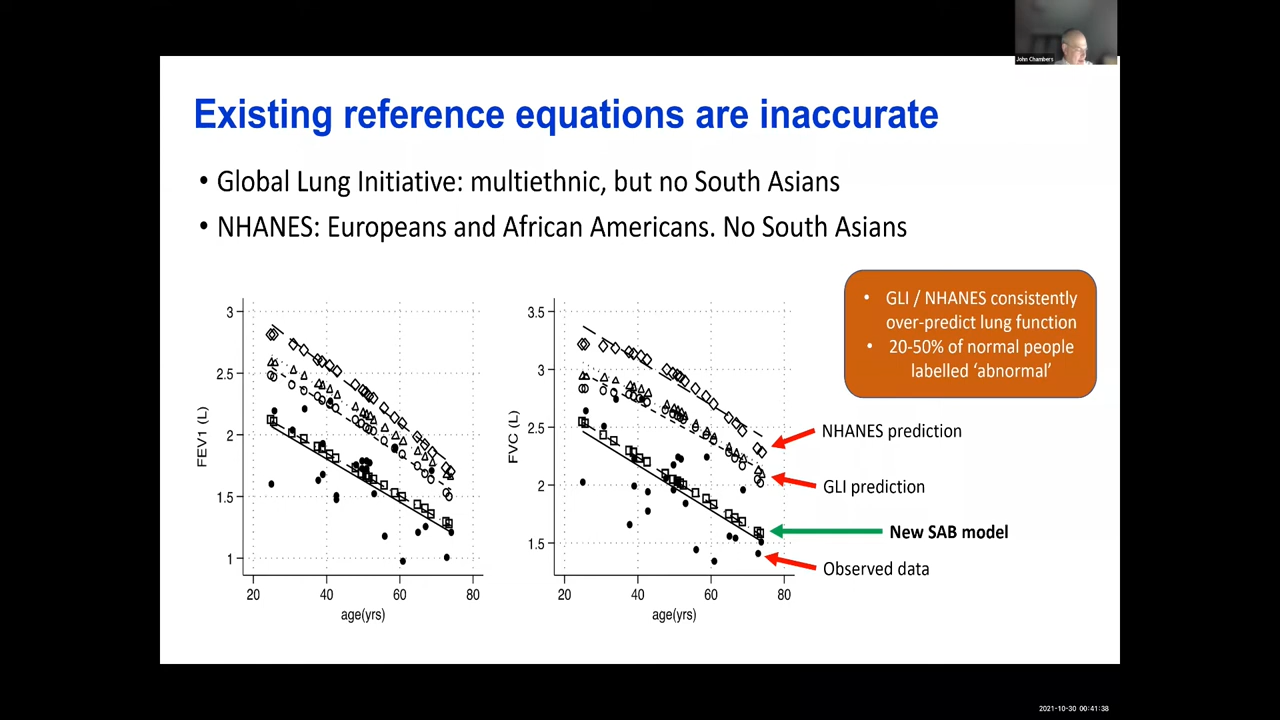 John Chambers
Existing reference equations are inaccurate
• Global Lung Initiative: multiethnic, but no South Asians
• NHANES: Europeans and African Americans. No South Asians
• GLI / NHANES consistently
over-predict lung function
• 20-50% of normal people
labelled ‘abnormal’
3
2.5
2
1.5
1
FEV1 (L)
20 40 60 80
age(yrs)
3.5
3
2.5
2
1.5
FVC (L)
20 40 60 80
age(yrs)
NHANES prediction
GLI prediction
New SAB model
Observed data
2021-10-30 00:41:38